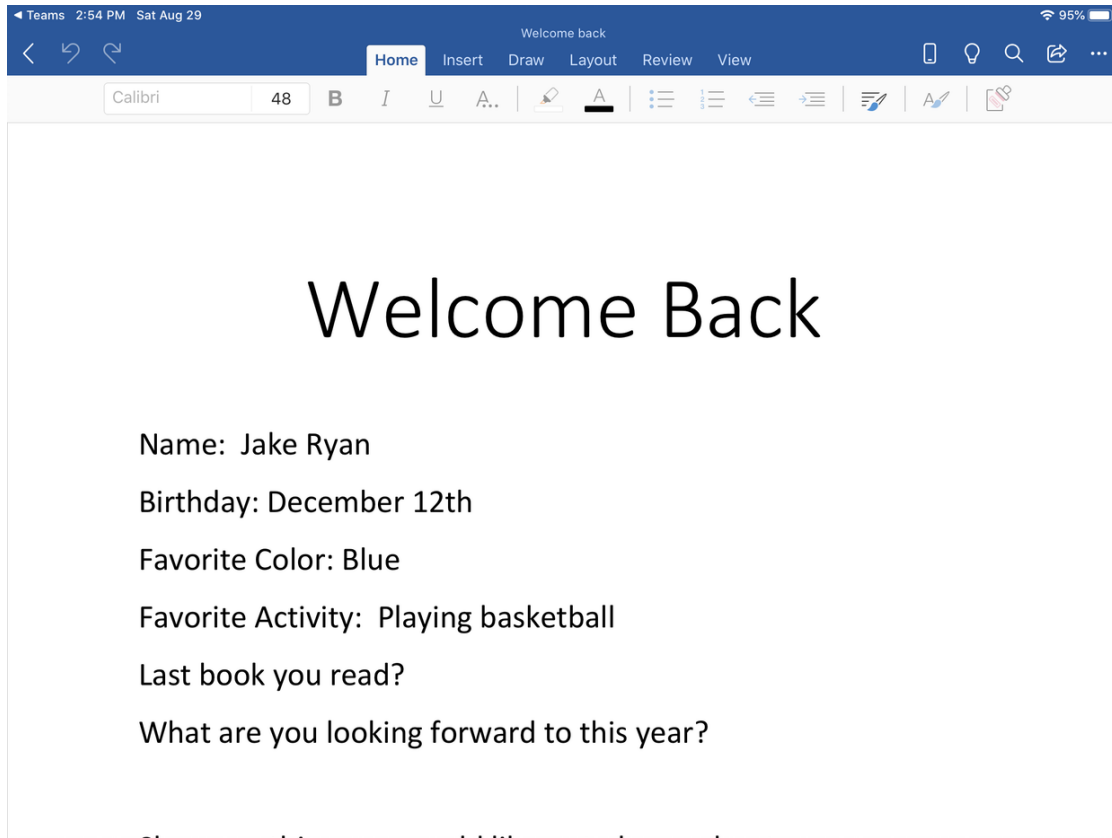 Teams 2:54 PM Sat Aug 29
95%
Welcome back
Home Insert Draw Layout Review View
Calibri 48 B I U A.. A
Welcome Back
Name:  Jake Ryan
Birthday: December 12th
Favorite Color: Blue
Favorite Activity:  Playing basketball
Last book you read?
What are you looking forward to this year?